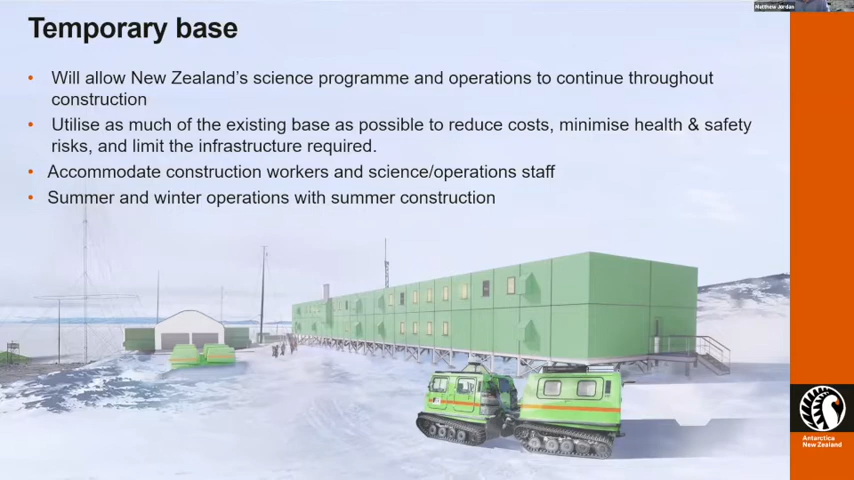 Matthew Jordan
Temporary base
• Will allow New Zealand's science programme and operations to continue throughout
construction
• Utilise as much of the existing base as possible to reduce costs, minimise health & safety
risks, and limit the infrastructure required.
• Accommodate construction workers and science/operations staff
• Summer and winter operations with summer construction
Antarctica
New Zealand